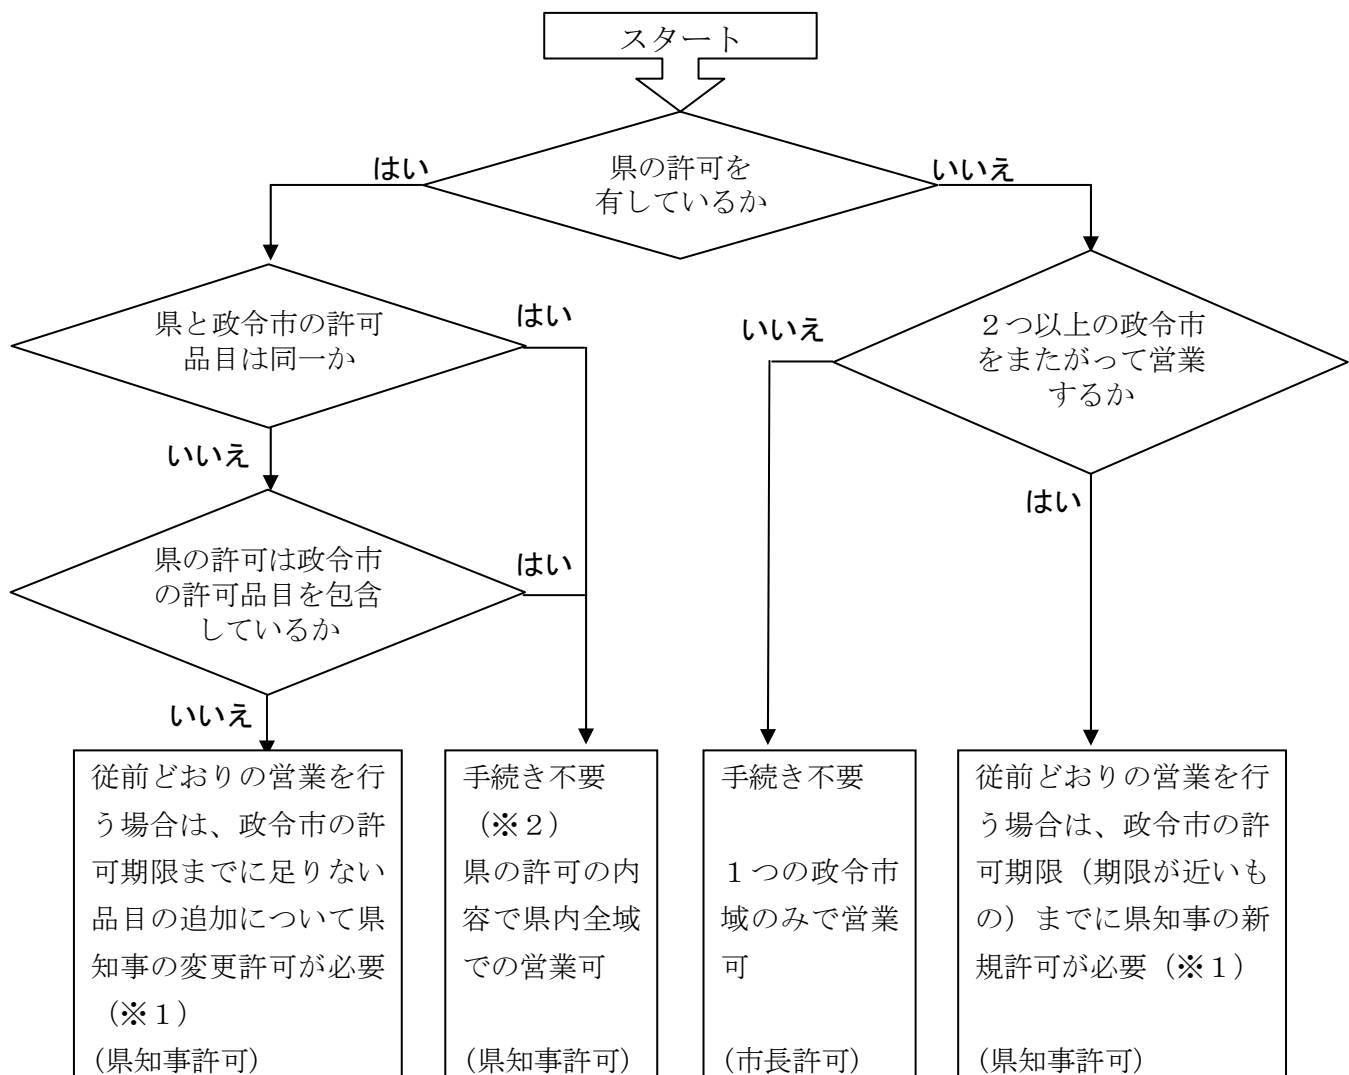 スタート
県の許可を
有しているか
はい
いいえ
県と政令市の許可
品目は同一か
はい
いいえ
２つ以上の政令市
をまたがって営業
するか
いいえ
はい
県の許可は政令市
の許可品目を包含
しているか
はい
いいえ
従前どおりの営業を行
う場合は、政令市の許
可期限までに足りない
品目の追加について県
知事の変更許可が必要
（※１）
(県知事許可)
手続き不要
（※２）
県の許可の内
容で県内全域
での営業可
(県知事許可)
手続き不要
１つの政令市
域のみで営業
可
(市長許可)
従前どおりの営業を行
う場合は、政令市の許
可期限（期限が近いも
の）までに県知事の新
規許可が必要（※１）
(県知事許可)